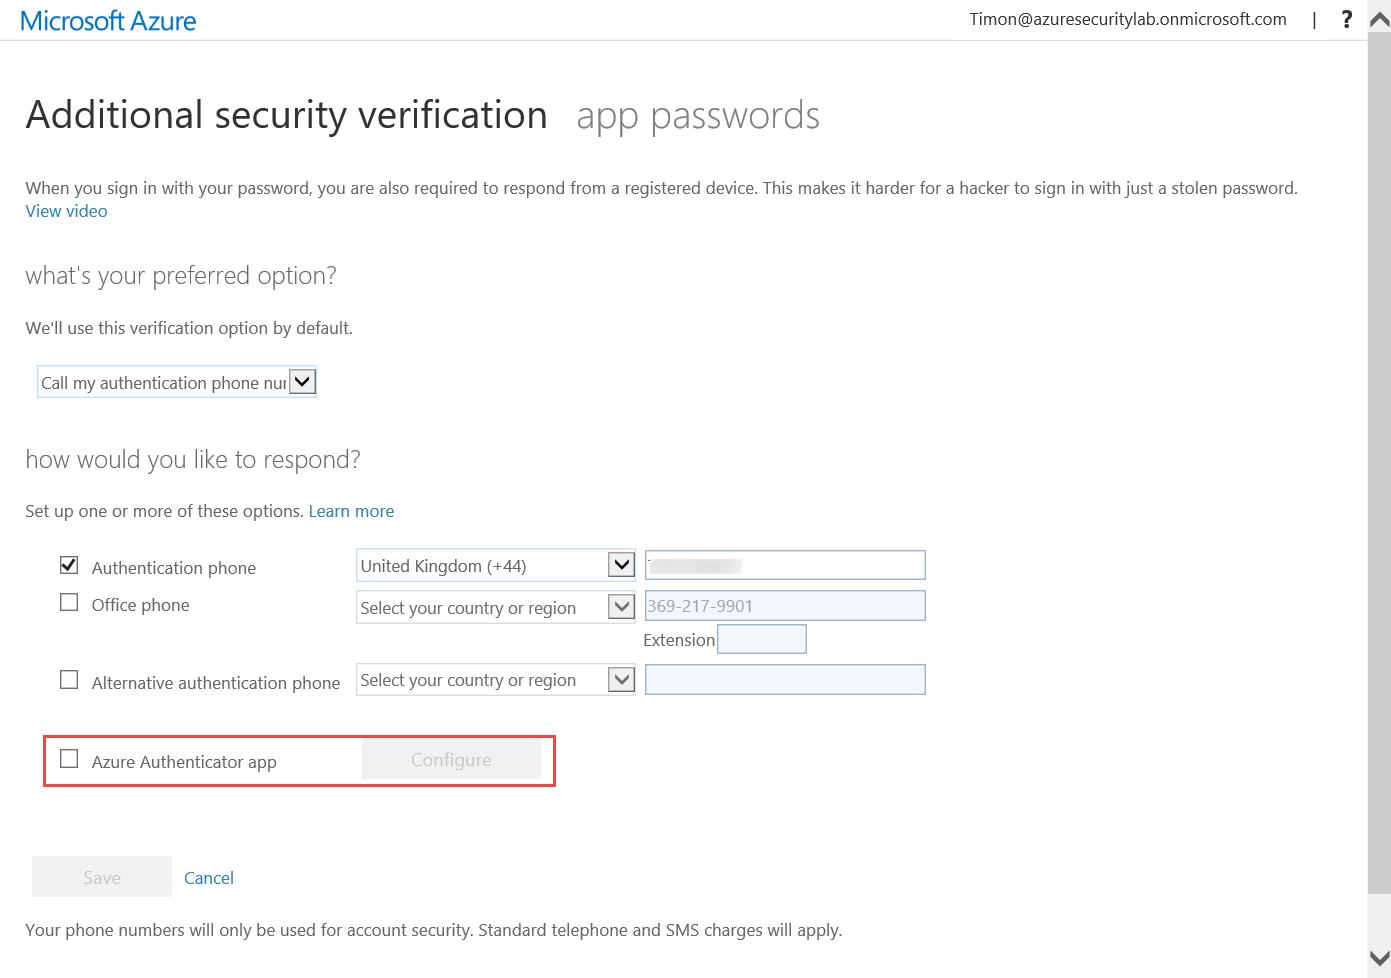 Microsoft Azure
Timon@azuresecuritylab.onmicrosoft.com | ?
Additional security verification app passwords
When you sign in with your password, you are also required to respond from a registered device. This makes it harder for a hacker to sign in with just a stolen password.
View video
what's your preferred option?
We'll use this verification option by default.
Call my authentication phone nu
how would you like to respond?
Set up one or more of these options. Learn more
Authentication phone United Kingdom (+44)
Office phone Select your country or region 369-217-9901
Extension
Alternative authentication phone Select your country or region
Azure Authenticator app Configure
Save Cancel
Your phone numbers will only be used for account security. Standard telephone and SMS charges will apply.